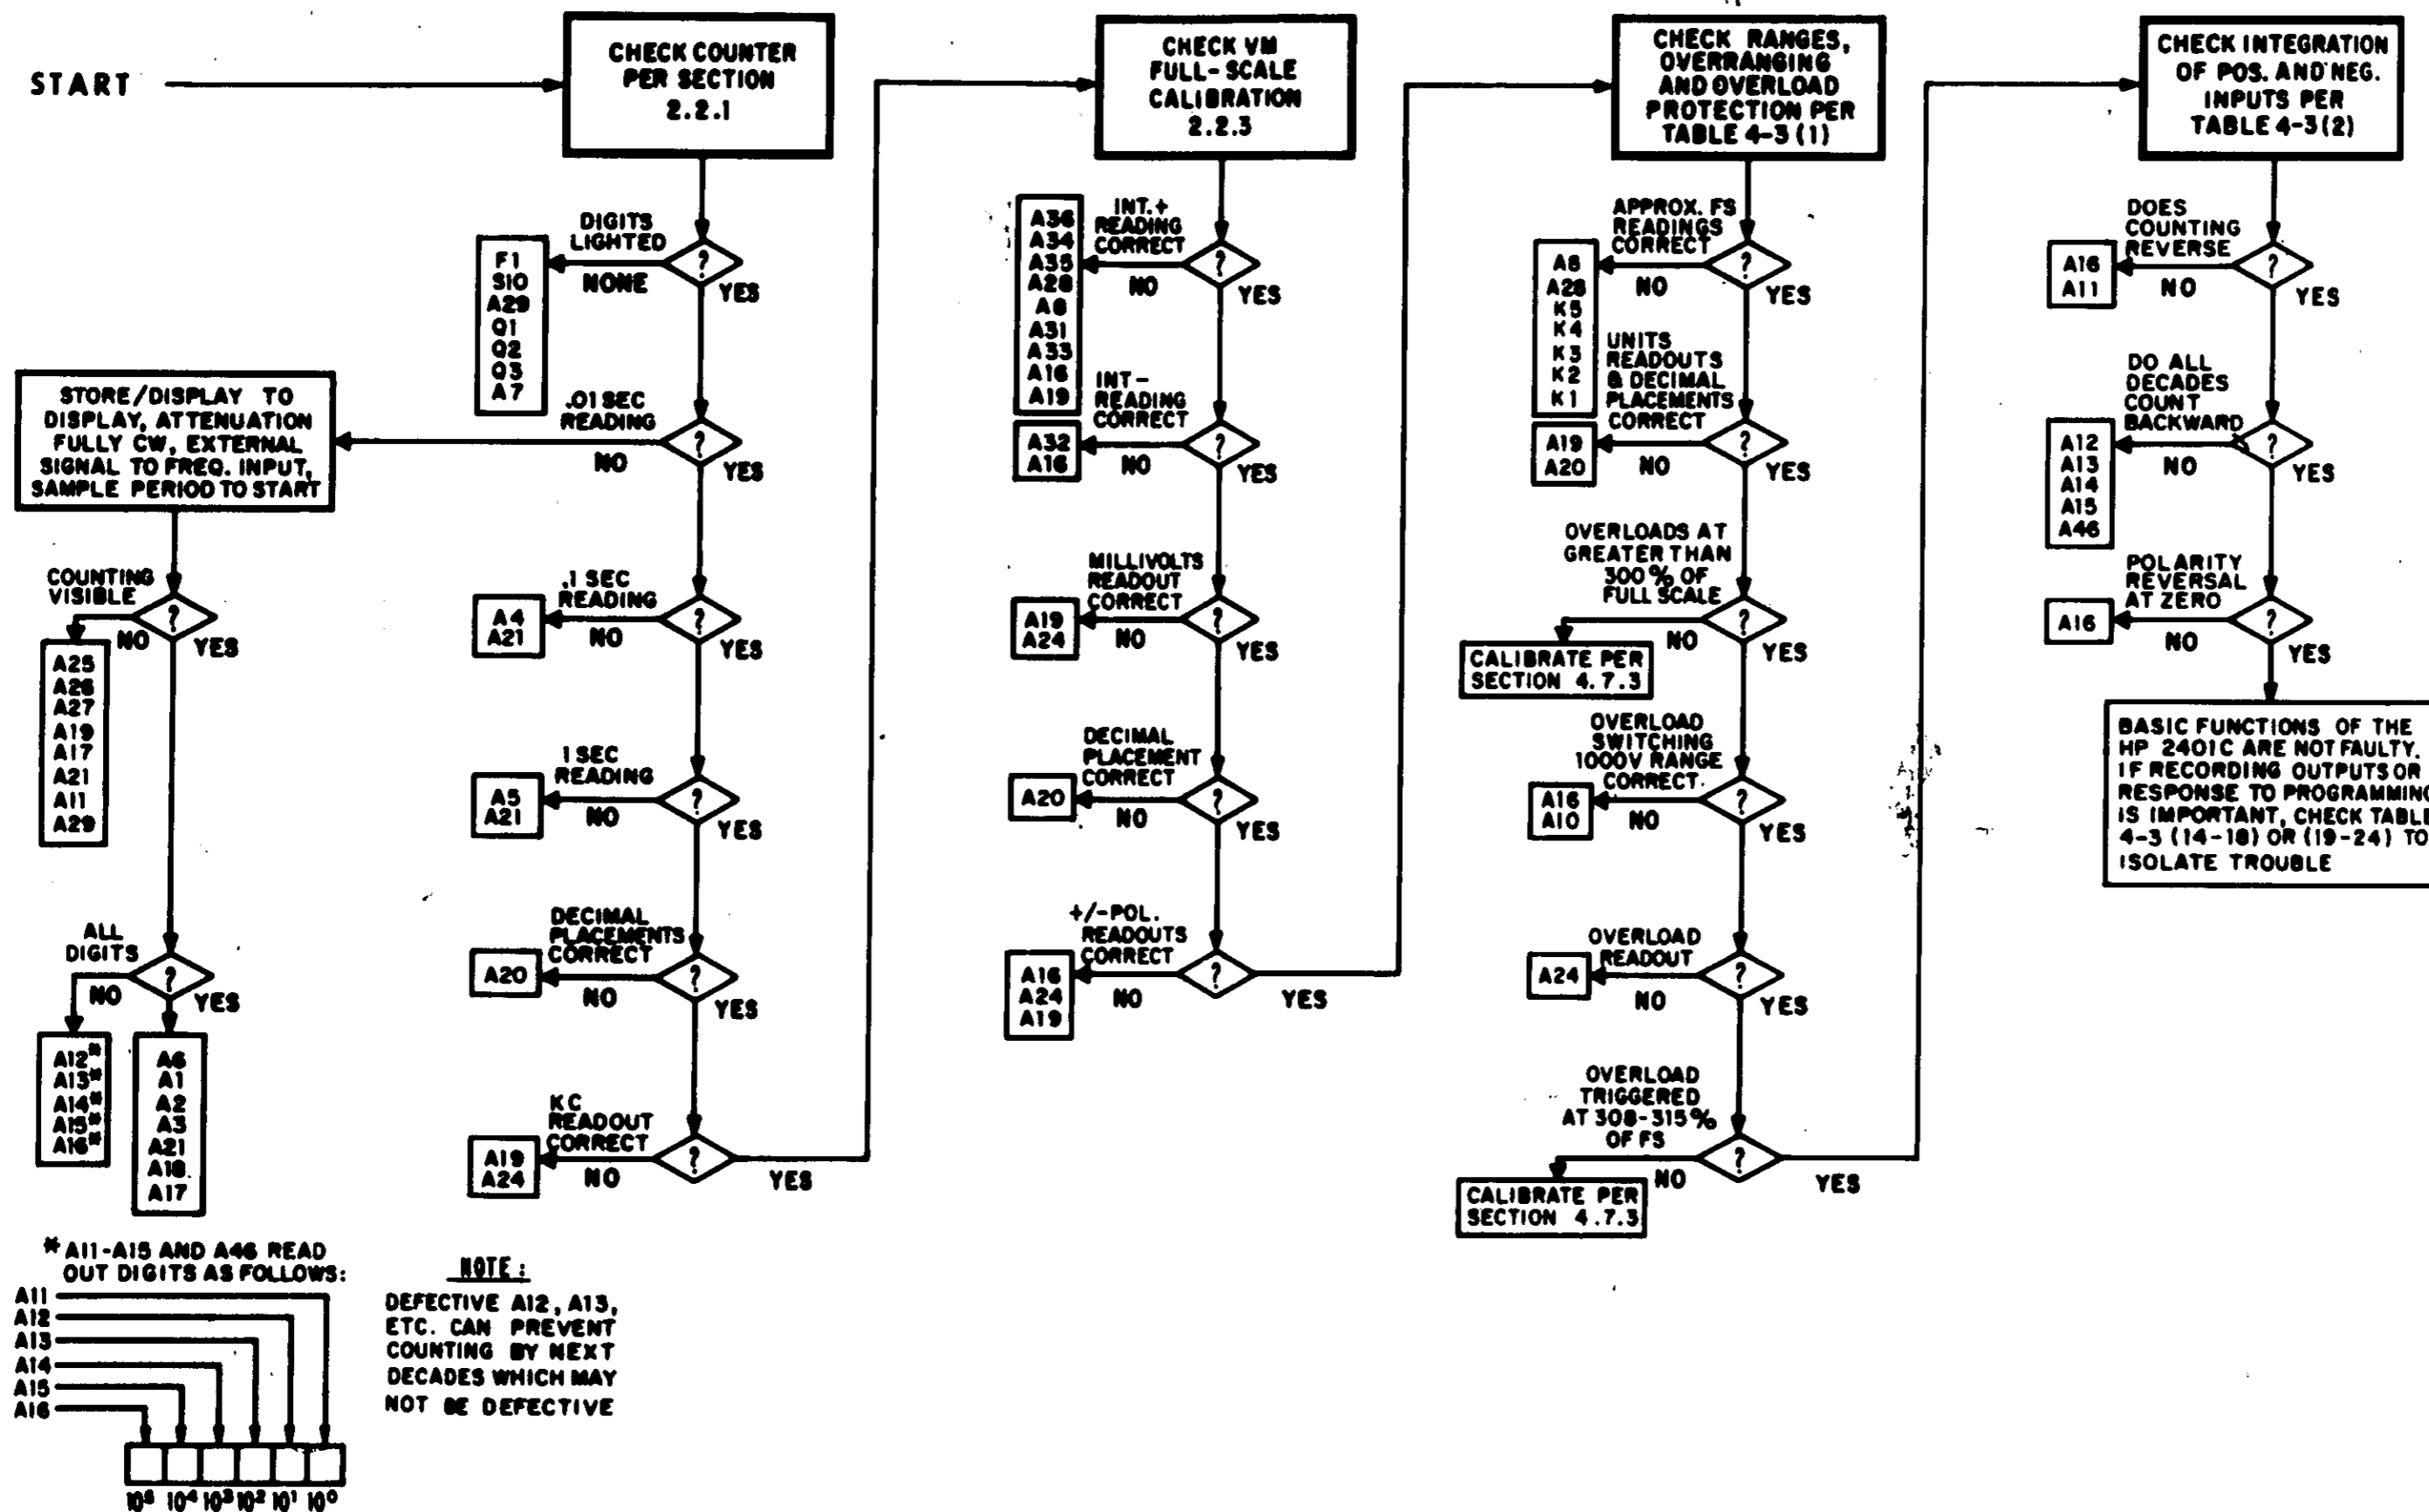 START
CHECK COUNTER
PER SECTION
2.2.1
DIGITS
LIGHTED
?
NONE
YES
F1
S10
A29
Q1
Q2
Q3
A7
.01 SEC
READING
?
NO
YES
STORE/DISPLAY TO
DISPLAY, ATTENUATION
FULLY CW, EXTERNAL
SIGNAL TO FREQ. INPUT,
SAMPLE PERIOD TO START
COUNTING
VISIBLE
?
NO
YES
A25
A26
A27
A19
A17
A21
A11
A29
ALL
DIGITS
?
NO
YES
A12*
A13*
A14*
A15*
A16*
A6
A1
A2
A3
A21
A18
A17
.1 SEC
READING
?
NO
YES
A4
A21
1 SEC
READING
?
NO
YES
A5
A21
DECIMAL
PLACEMENTS
CORRECT
?
NO
YES
A20
KC
READOUT
CORRECT
?
NO
YES
A19
A24
* A11-A15 AND A46 READ
OUT DIGITS AS FOLLOWS:
A11
A12
A13
A14
A15
A16
10⁵ 10⁴ 10³ 10² 10¹ 10⁰
NOTE:
DEFECTIVE A12, A13,
ETC. CAN PREVENT
COUNTING BY NEXT
DECADES WHICH MAY
NOT BE DEFECTIVE
CHECK VM
FULL-SCALE
CALIBRATION
2.2.3
INT.+
READING
CORRECT
?
NO
YES
A36
A34
A35
A28
A8
A31
A33
A16
A19
INT-
READING
CORRECT
?
NO
YES
A32
A16
MILLIVOLTS
READOUT
CORRECT
?
NO
YES
A19
A24
DECIMAL
PLACEMENT
CORRECT
?
NO
YES
A20
+/-POL.
READOUTS
CORRECT
?
NO
YES
A16
A24
A19
CHECK RANGES,
OVERRANGING
AND OVERLOAD
PROTECTION PER
TABLE 4-3 (1)
APPROX. FS
READINGS
CORRECT
?
NO
YES
A8
A28
K5
K4
K3
K2
K1
UNITS
READOUTS
& DECIMAL
PLACEMENTS
CORRECT
?
NO
YES
A19
A20
OVERLOADS AT
GREATER THAN
300% OF
FULL SCALE
?
NO
YES
CALIBRATE PER
SECTION 4.7.3
OVERLOAD
SWITCHING
1000V RANGE
CORRECT.
?
NO
YES
A16
A10
OVERLOAD
READOUT
?
NO
YES
A24
OVERLOAD
TRIGGERED
AT 308-315%
OF FS
?
NO
YES
CALIBRATE PER
SECTION 4.7.3
CHECK INTEGRATION
OF POS. AND NEG.
INPUTS PER
TABLE 4-3(2)
DOES
COUNTING
REVERSE
?
NO
YES
A16
A11
DO ALL
DECADES
COUNT
BACKWARD
?
NO
YES
A12
A13
A14
A15
A46
POLARITY
REVERSAL
AT ZERO
?
NO
YES
A16
BASIC FUNCTIONS OF THE
HP 2401C ARE NOT FAULTY.
IF RECORDING OUTPUTS OR
RESPONSE TO PROGRAMMING
IS IMPORTANT, CHECK TABLE
4-3 (14-18) OR (19-24) TO
ISOLATE TROUBLE